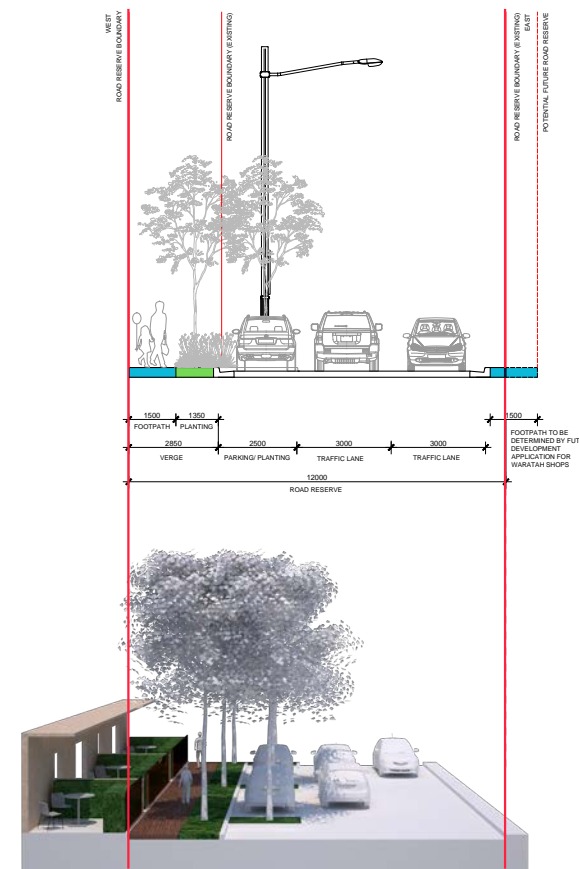 WEST
ROAD RESERVE BOUNDARY
ROAD RESERVE BOUNDARY (EXISTING)
ROAD RESERVE BOUNDARY (EXISTING)
EAST
POTENTIAL FUTURE ROAD RESERVE
1500
1350
1500
FOOTPATH
PLANTING
FOOTPATH TO BE
DETERMINED BY FUT
DEVELOPMENT
APPLICATION FOR
WARATAH SHOPS
2850
2500
3000
3000
VERGE
PARKING/ PLANTING
TRAFFIC LANE
TRAFFIC LANE
12000
ROAD RESERVE